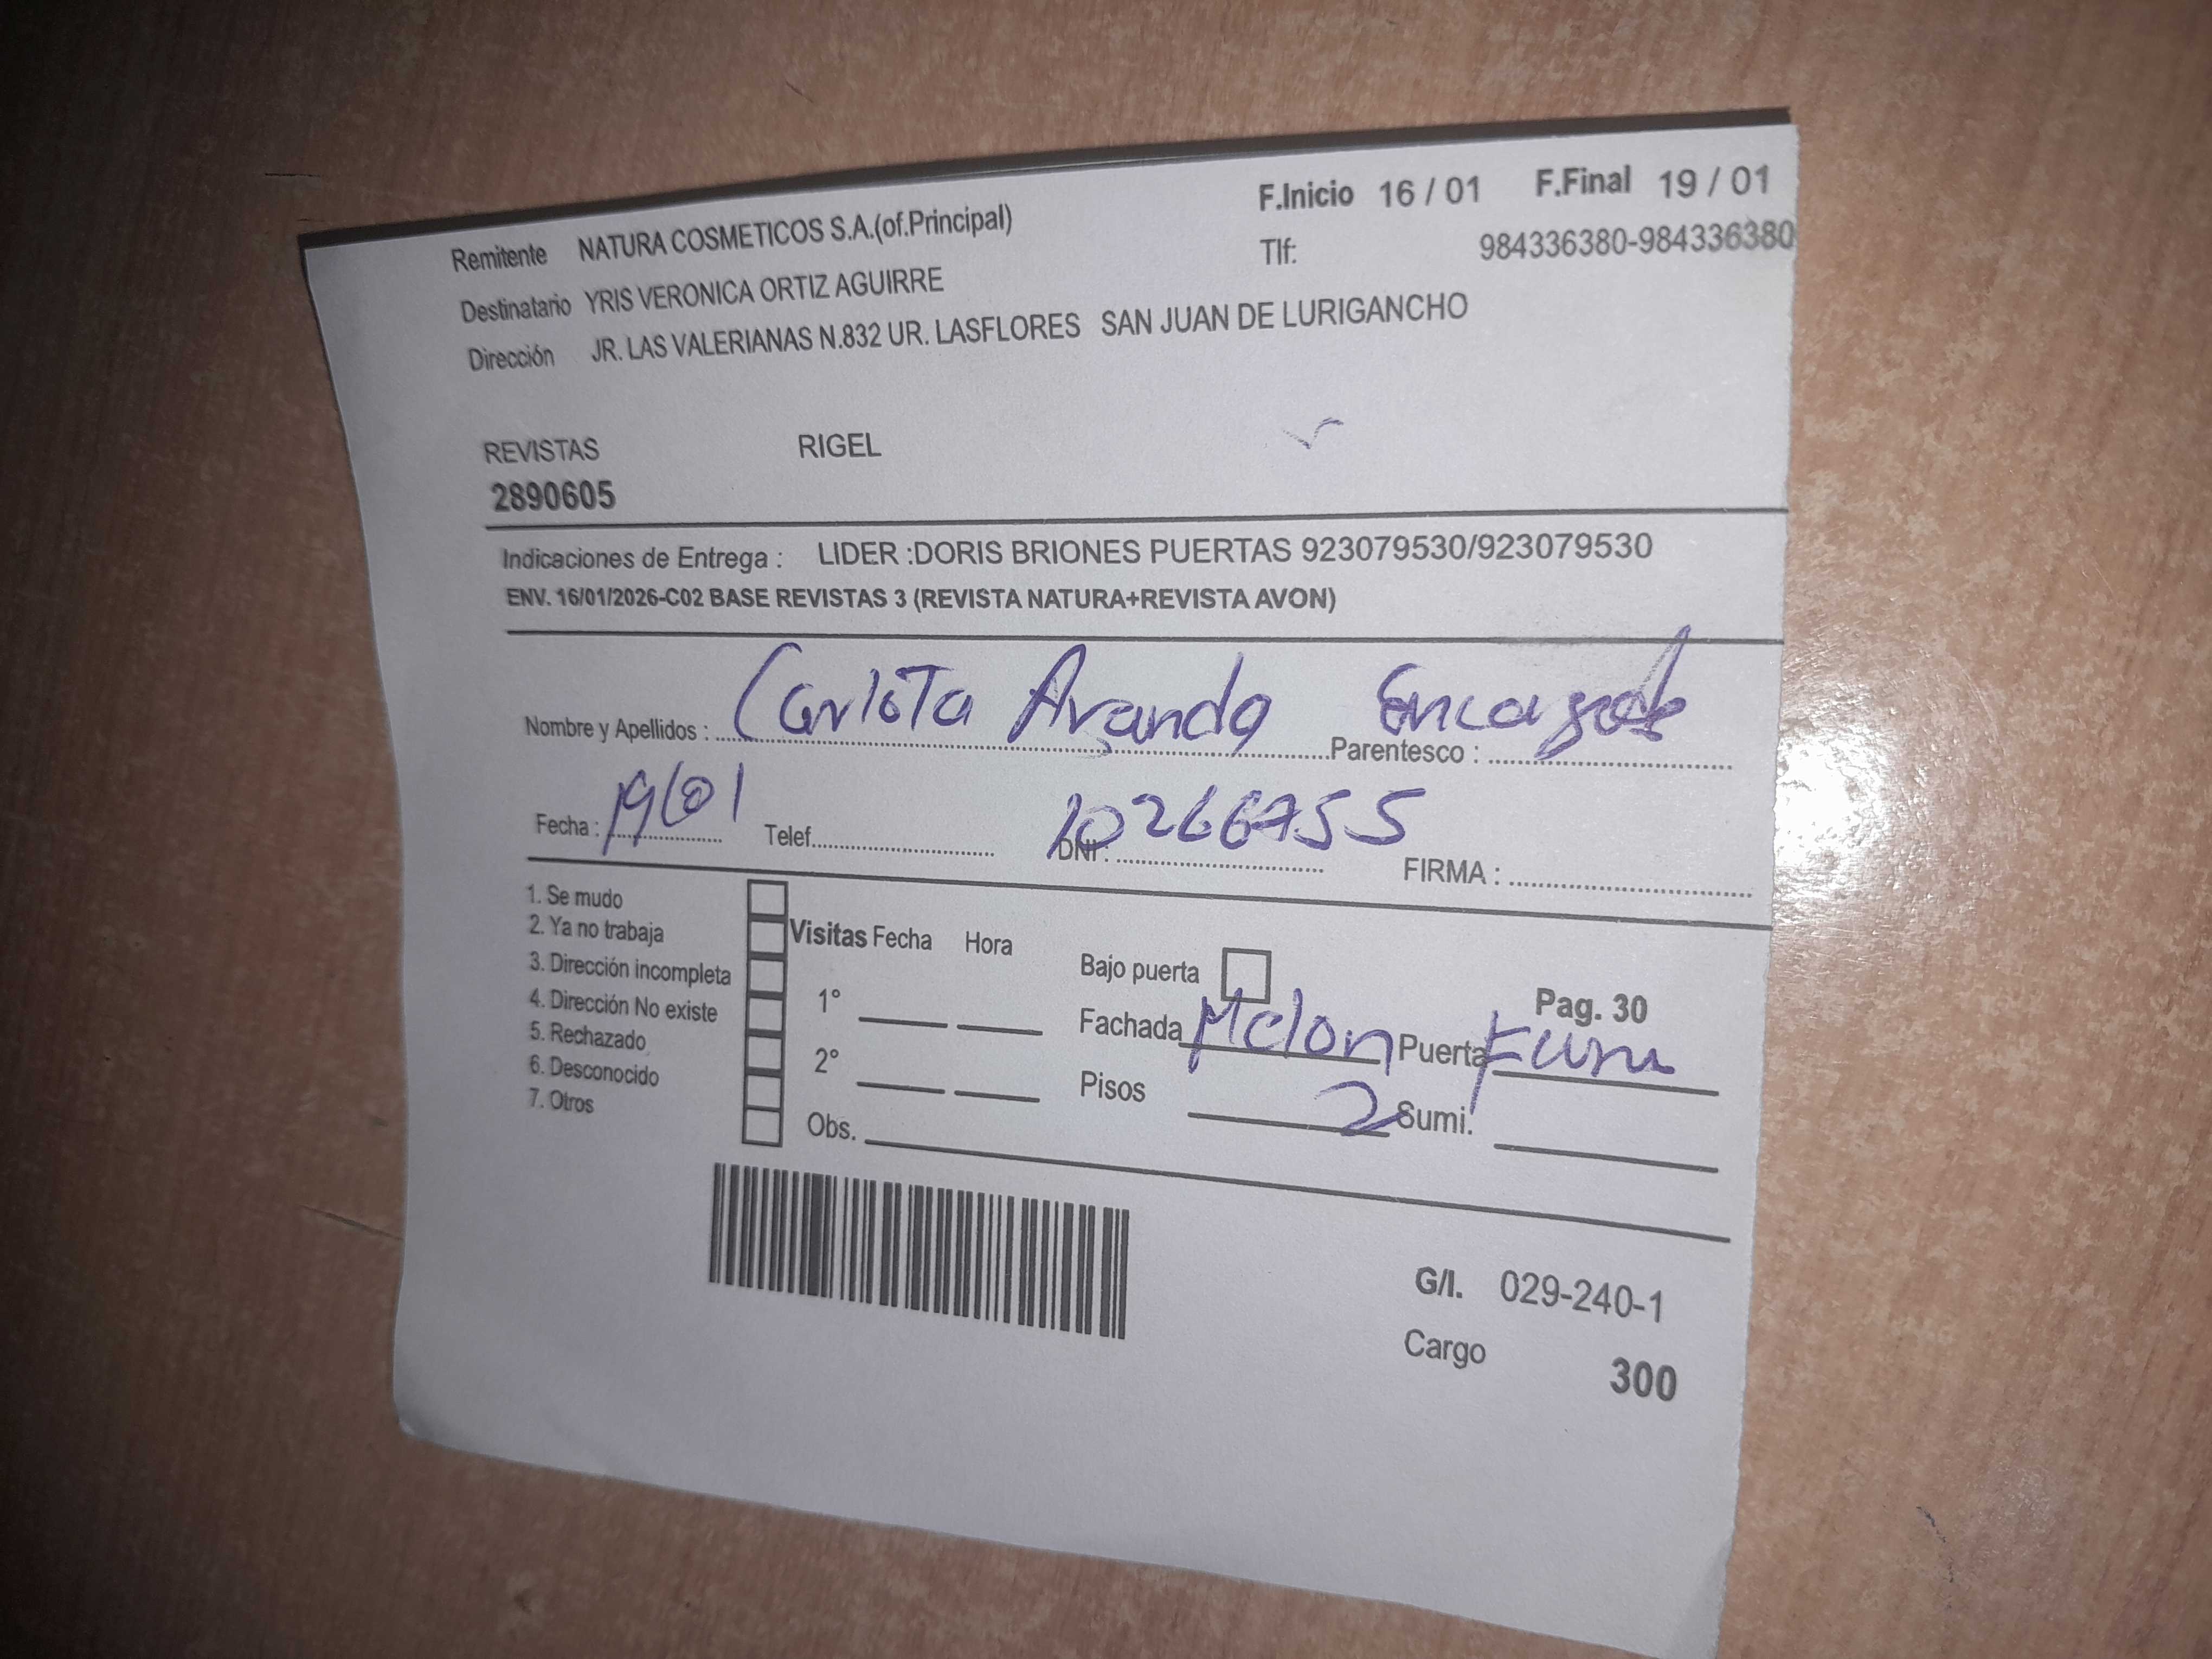 F.Inicio 16 / 01 F.Final 19 / 01
Remitente NATURA COSMETICOS S.A.(of.Principal) Tlf: 984336380-984336380
Destinatario YRIS VERONICA ORTIZ AGUIRRE
Dirección JR. LAS VALERIANAS N.832 UR. LASFLORES SAN JUAN DE LURIGANCHO
REVISTAS RIGEL
2890605
Indicaciones de Entrega : LIDER :DORIS BRIONES PUERTAS 923079530/923079530
ENV. 16/01/2026-C02 BASE REVISTAS 3 (REVISTA NATURA+REVISTA AVON)
Nombre y Apellidos : Carlota Aranda Parentesco :
Fecha : 19/01 Telef. DNI : 10266755 FIRMA :
1. Se mudo
2. Ya no trabaja
3. Dirección incompleta
4. Dirección No existe
5. Rechazado
6. Desconocido
7. Otros
Visitas Fecha Hora
1°
2°
Obs.
Bajo puerta
Pag. 30
Fachada Melon Puerta
Pisos 2 Sumi.
G/I. 029-240-1
Cargo 300